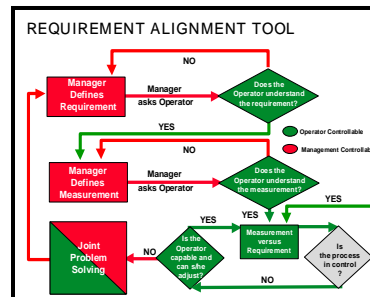 REQUIREMENT ALIGNMENT TOOL
NO
Manager
Defines
Requirement
Manager
asks Operator
Does the
Operator understand
the requirement?
YES
Operator Controllable
Management Controllable
NO
Manager
Defines
Measurement
Manager
asks Operator
Does the
Operator understand
the measurement?
YES
YES
Joint
Problem
Solving
NO
Is the
Operator
capable and
can s/he
adjust?
Measurement
versus
Requirement
Is
the process
in control
?
NO